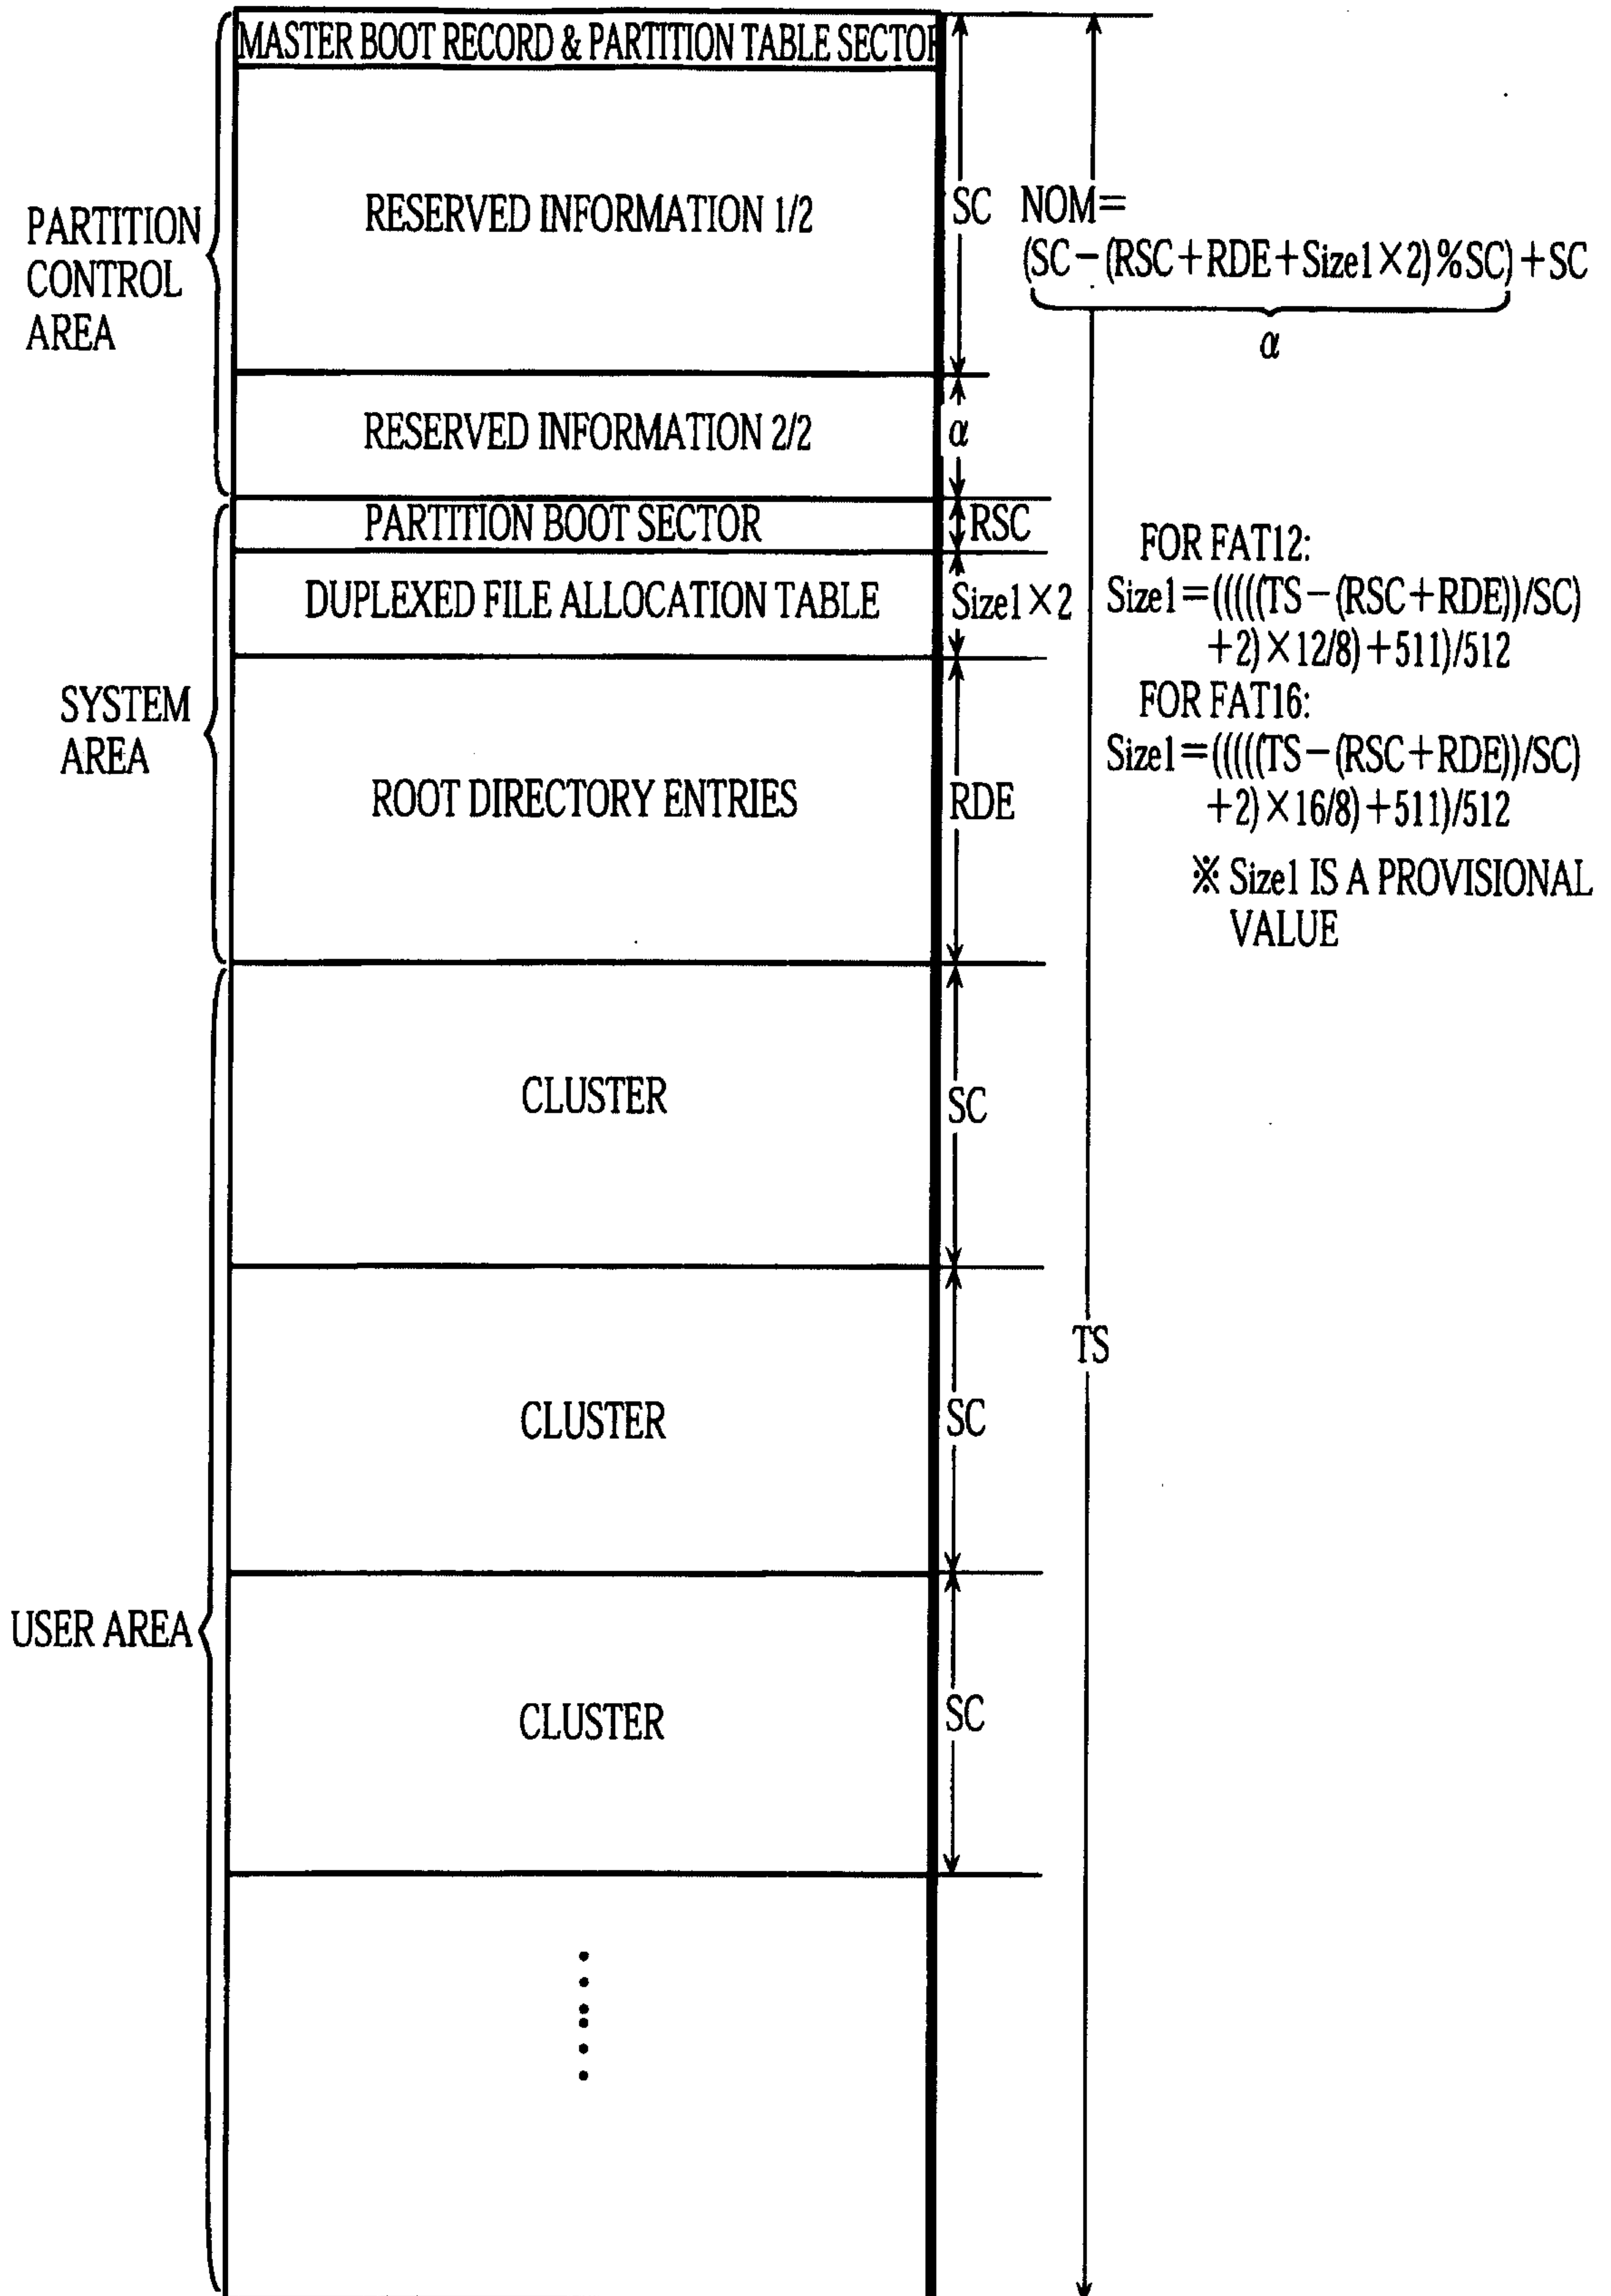 MASTER BOOT RECORD & PARTITION TABLE SECTOR
RESERVED INFORMATION 1/2
SC
NOM=
(SC-(RSC+RDE+Size1×2)%SC)+SC
α
PARTITION
CONTROL
AREA
RESERVED INFORMATION 2/2
α
PARTITION BOOT SECTOR
RSC
DUPLEXED FILE ALLOCATION TABLE
Size1×2
FOR FAT12:
Size1=(((((TS-(RSC+RDE))/SC)
+2)×12/8)+511)/512
FOR FAT16:
Size1=(((((TS-(RSC+RDE))/SC)
+2)×16/8)+511)/512
※ Size1 IS A PROVISIONAL
VALUE
SYSTEM
AREA
ROOT DIRECTORY ENTRIES
RDE
CLUSTER
SC
TS
CLUSTER
SC
USER AREA
CLUSTER
SC